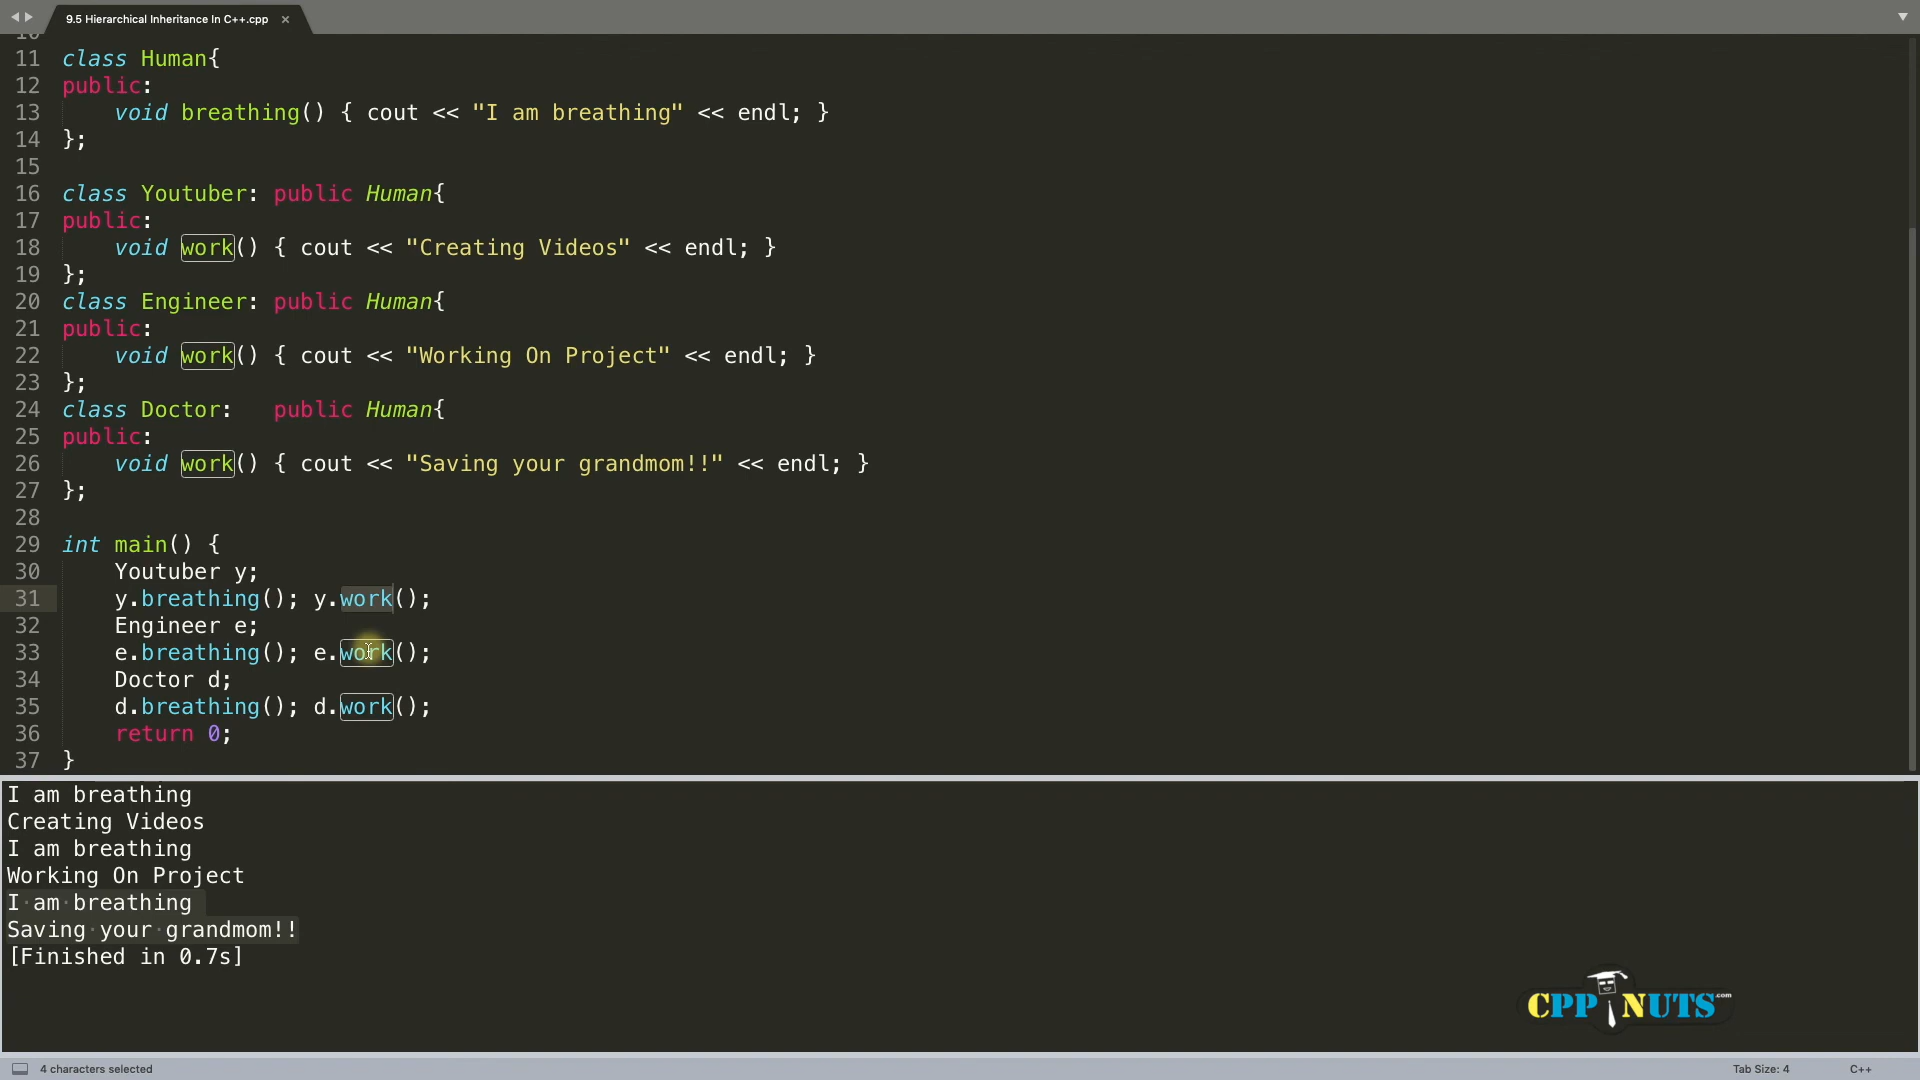 9.5 Hierarchical Inheritance In C++.cpp ×
10
11 class Human{
12 public:
13     void breathing() { cout << "I am breathing" << endl; }
14 };
15
16 class Youtuber: public Human{
17 public:
18     void work() { cout << "Creating Videos" << endl; }
19 };
20 class Engineer: public Human{
21 public:
22     void work() { cout << "Working On Project" << endl; }
23 };
24 class Doctor:   public Human{
25 public:
26     void work() { cout << "Saving your grandmom!!" << endl; }
27 };
28
29 int main() {
30     Youtuber y;
31     y.breathing(); y.work();
32     Engineer e;
33     e.breathing(); e.work();
34     Doctor d;
35     d.breathing(); d.work();
36     return 0;
37 }
I am breathing
Creating Videos
I am breathing
Working On Project
I am breathing
Saving your grandmom!!
[Finished in 0.7s]
CPP NUTS.com
4 characters selected
Tab Size: 4
C++